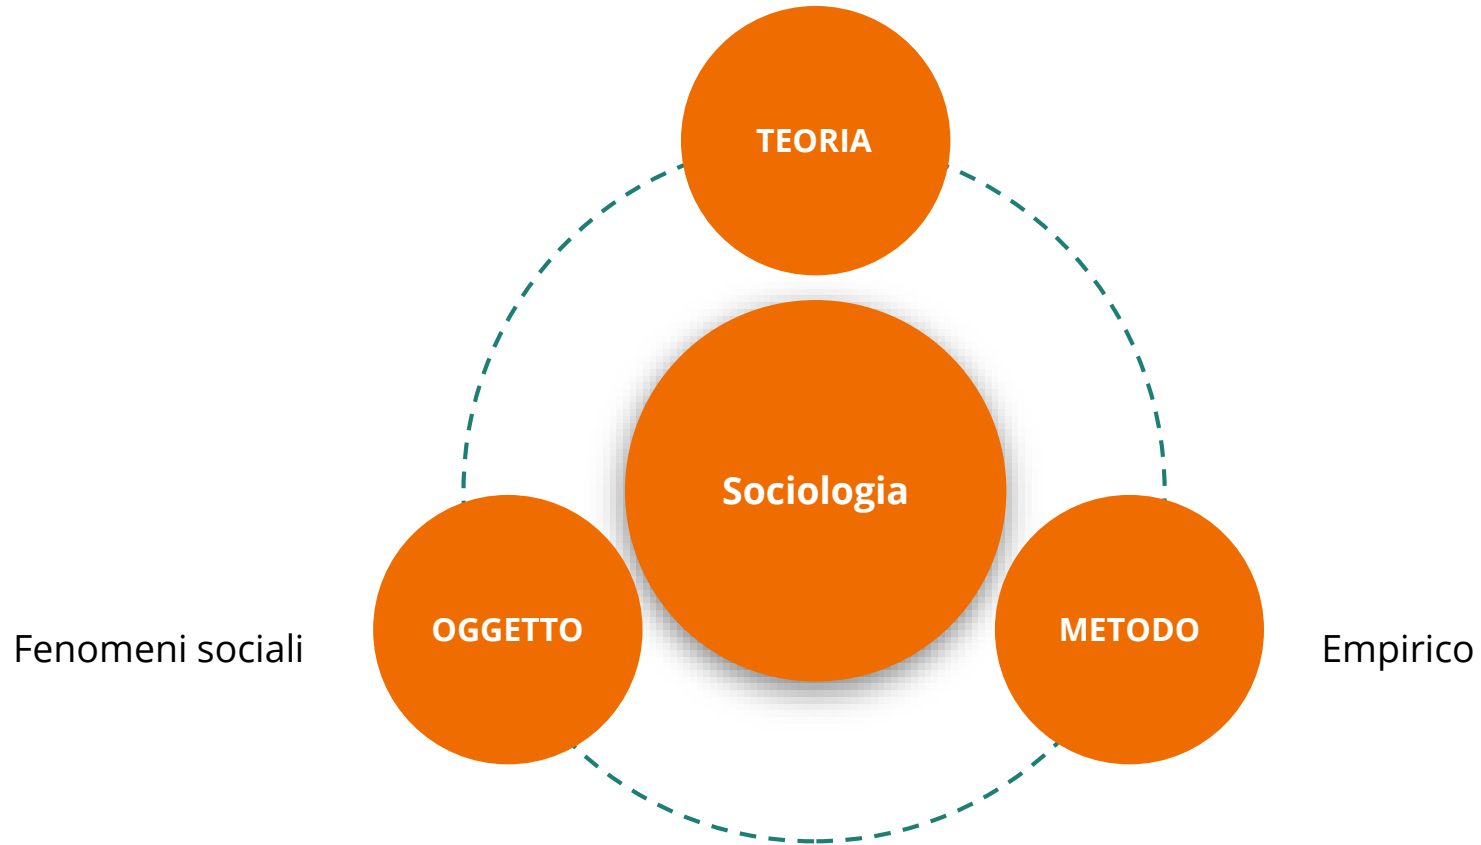 TEORIA
Sociologia
OGGETTO
METODO
Fenomeni sociali
Empirico